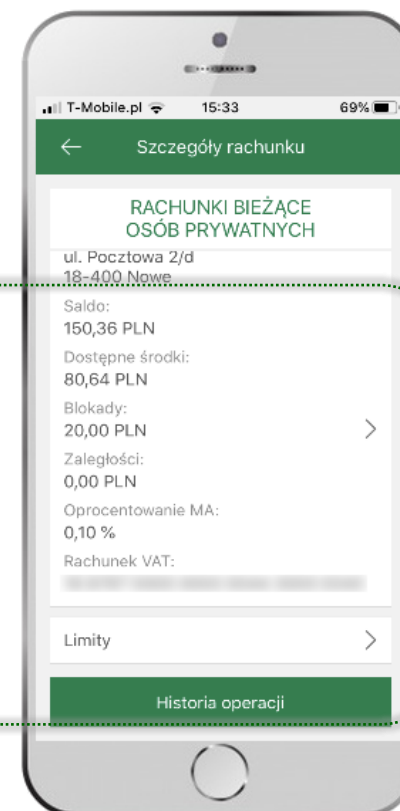 T-Mobile.pl 15:33 69%
Szczegóły rachunku
RACHUNKI BIEŻĄCE
OSÓB PRYWATNYCH
ul. Pocztowa 2/d
18-400 Nowe
Saldo:
150,36 PLN
Dostępne środki:
80,64 PLN
Blokady:
20,00 PLN
Zaległości:
0,00 PLN
Oprocentowanie MA:
0,10 %
Rachunek VAT:
Limity
Historia operacji